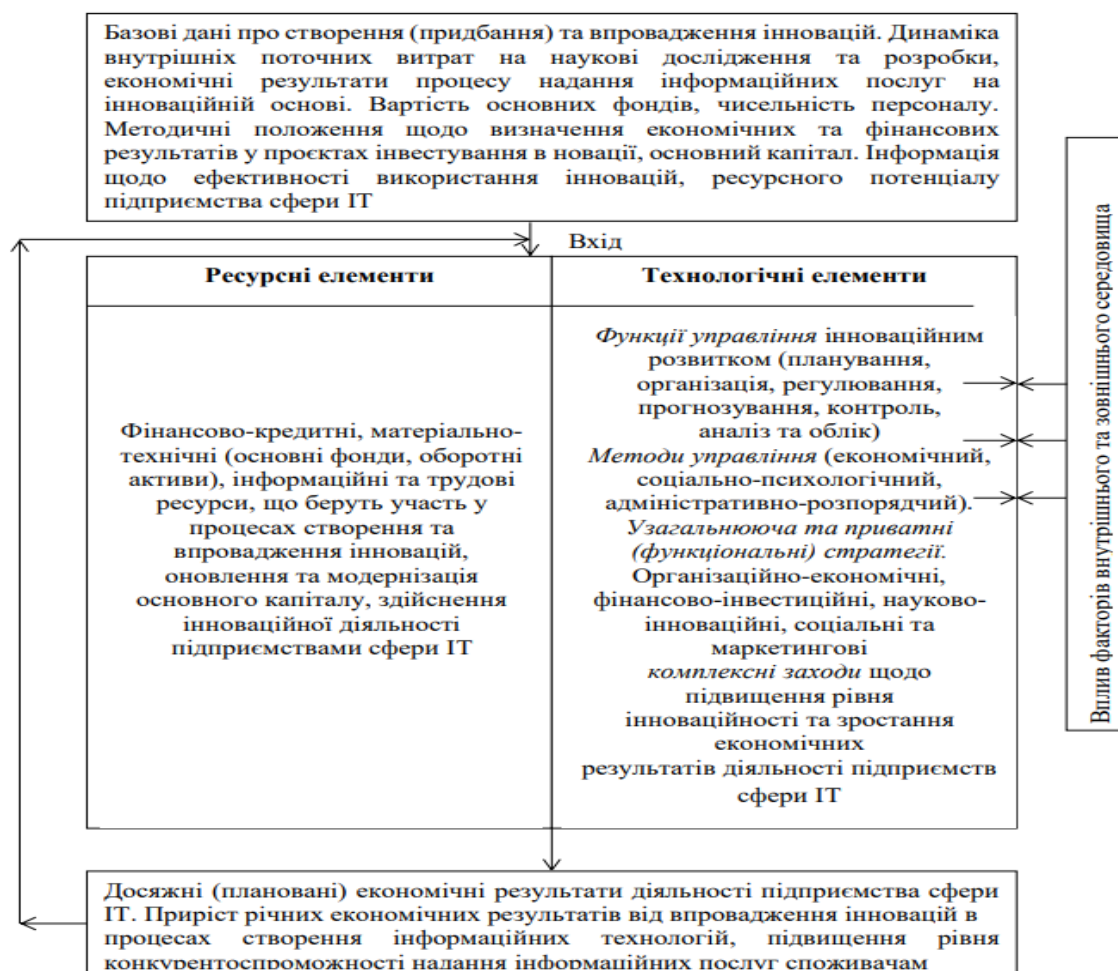 Базові дані про створення (придбання) та впровадження інновацій. Динаміка
внутрішніх поточних витрат на наукові дослідження та розробки,
економічні результати процесу надання інформаційних послуг на
інноваційній основі. Вартість основних фондів, чисельність персоналу.
Методичні положення щодо визначення економічних та фінансових
результатів у проєктах інвестування в новації, основний капітал. Інформація
щодо ефективності використання інновацій, ресурсного потенціалу
підприємства сфери ІТ
Вхід
Ресурсні елементи
Фінансово-кредитні, матеріально-
технічні (основні фонди, оборотні
активи), інформаційні та трудові
ресурси, що беруть участь у
процесах створення та
впровадження інновацій,
оновлення та модернізація
основного капіталу, здійснення
інноваційної діяльності
підприємствами сфери ІТ
Технологічні елементи
Функції управління інноваційним
розвитком (планування,
організація, регулювання,
прогнозування, контроль,
аналіз та облік)
Методи управління (економічний,
соціально-психологічний,
адміністративно-розпорядчий).
Узагальнююча та приватні
(функціональні) стратегії.
Організаційно-економічні,
фінансово-інвестиційні, науково-
інноваційні, соціальні та
маркетингові
комплексні заходи щодо
підвищення рівня
інноваційності та зростання
економічних
результатів діяльності підприємств
сфери ІТ
Вплив факторів внутрішнього та зовнішнього середовища
Досяжні (плановані) економічні результати діяльності підприємства сфери
ІТ. Приріст річних економічних результатів від впровадження інновацій в
процесах створення інформаційних технологій, підвищення рівня
конкурентоспроможності надання інформаційних послуг споживачам